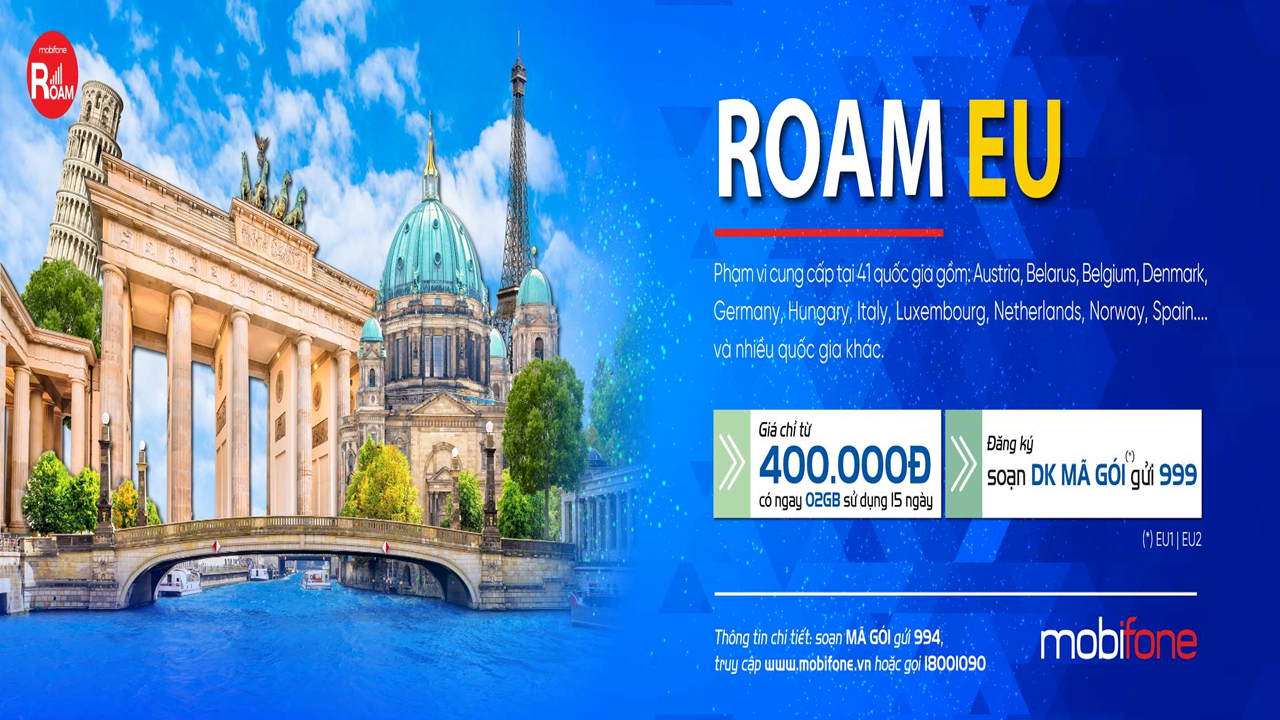 mobifone
ROAM
ROAM EU
Phạm vi cung cấp tại 41 quốc gia gồm: Austria, Belarus, Belgium, Denmark,
Germany, Hungary, Italy, Luxembourg, Netherlands, Norway, Spain....
và nhiều quốc gia khác.
Giá chỉ từ
400.000Đ
có ngay 02GB sử dụng 15 ngày
Đăng ký
soạn DK MÃ GÓI(*) gửi 999
(*) EU1 | EU2
Thông tin chi tiết: soạn MÃ GÓI gửi 994,
truy cập www.mobifone.vn hoặc gọi 18001090
mobifone